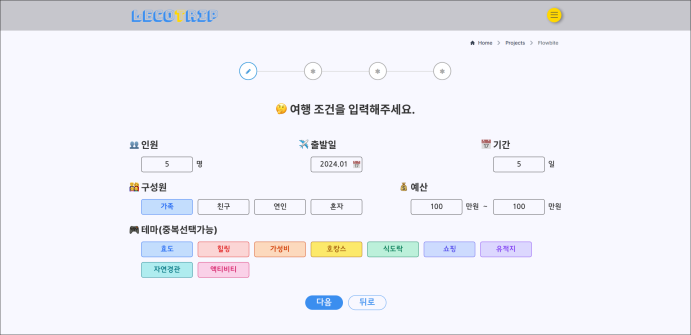 DECOTRIP
Home > Projects > Flowbite
여행 조건을 입력해주세요.
인원 출발일 기간
5 명 2024.01 5 일
구성원 예산
가족 친구 연인 혼자 100 만원 ~ 100 만원
테마(중복선택가능)
효도 힐링 가성비 호캉스 식도락 쇼핑 유적지
자연경관 액티비티
다음 뒤로